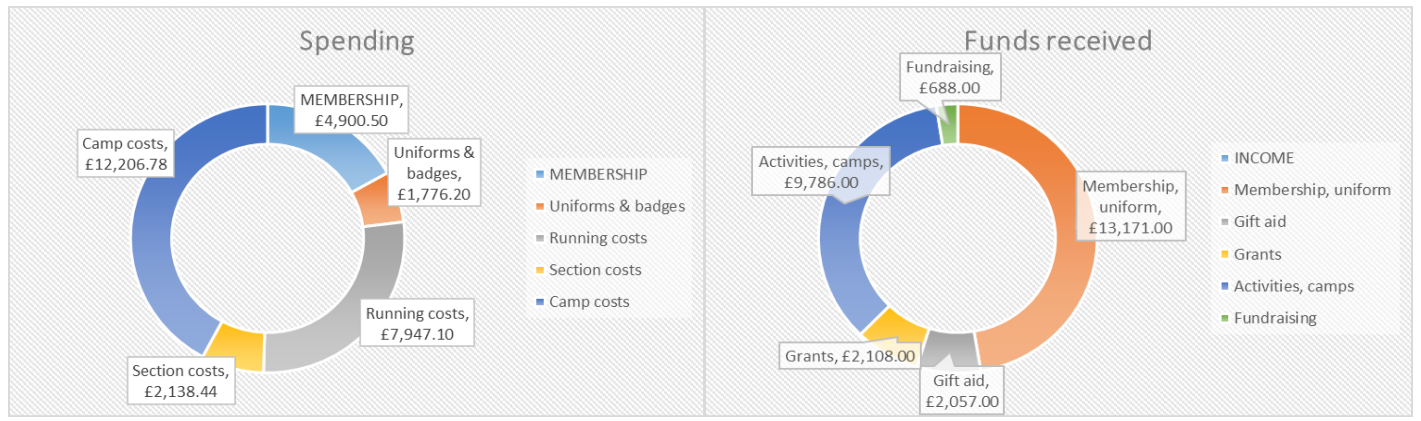 Spending
MEMBERSHIP,
£4,900.50
Uniforms &
badges,
£1,776.20
Running costs,
£7,947.10
Section costs,
£2,138.44
Camp costs,
£12,206.78
MEMBERSHIP
Uniforms & badges
Running costs
Section costs
Camp costs
Funds received
Fundraising,
£688.00
Membership,
uniform,
£13,171.00
Gift aid,
£2,057.00
Grants, £2,108.00
Activities, camps,
£9,786.00
INCOME
Membership, uniform
Gift aid
Grants
Activities, camps
Fundraising